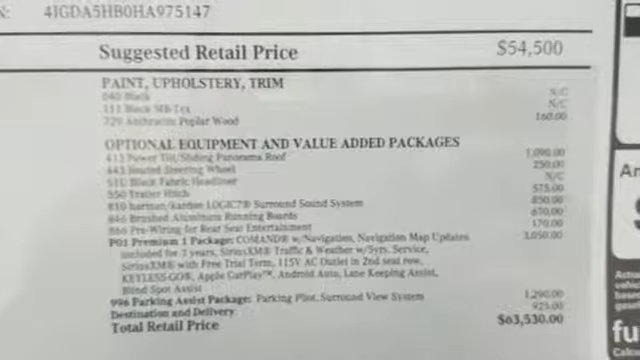 N: 4JGDA5HB0HA975147
Suggested Retail Price $54,500
PAINT, UPHOLSTERY, TRIM
040 Black N/C
111 Black MB-Tex N/C
729 Anthracite Poplar Wood 160.00
OPTIONAL EQUIPMENT AND VALUE ADDED PACKAGES
413 Power Tilt/Sliding Panorama Roof 1,090.00
443 Heated Steering Wheel 250.00
51U Black Fabric Headliner N/C
550 Trailer Hitch 575.00
810 harman/kardon LOGIC7® Surround Sound System 850.00
846 Brushed Aluminum Running Boards 670.00
866 Pre-Wiring for Rear Seat Entertainment 170.00
P01 Premium 1 Package: COMAND® w/Navigation, Navigation Map Updates 3,050.00
included for 3 years, SiriusXM® Traffic & Weather w/5yrs. Service,
SiriusXM® with Free Trial Term, 115V AC Outlet in 2nd seat row,
KEYLESS-GO®, Apple CarPlay™, Android Auto, Lane Keeping Assist,
Blind Spot Assist
996 Parking Assist Package: Parking Pilot, Surround View System 1,290.00
Destination and Delivery 925.00
Total Retail Price $63,530.00
fu